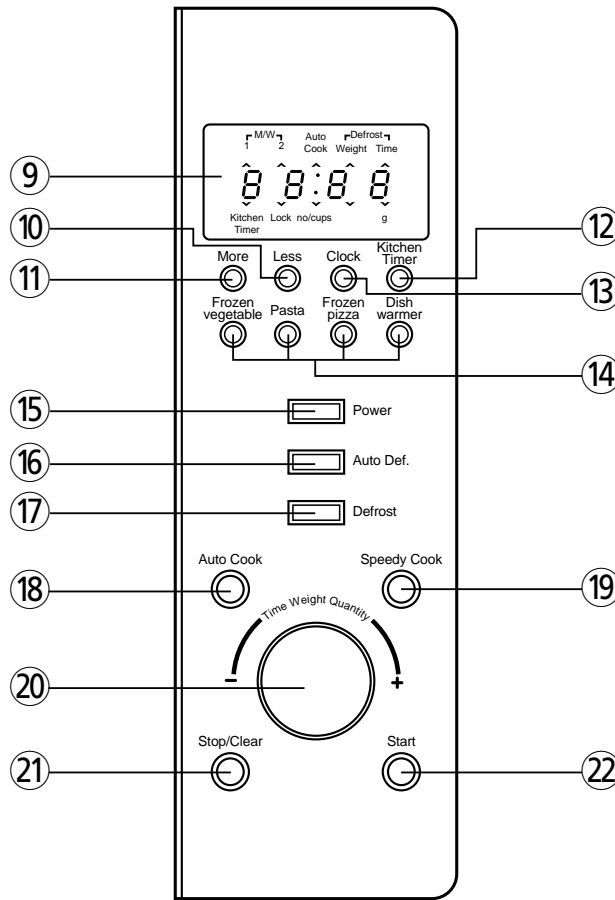 M/W
1 2
Auto
Cook
Defrost
Weight Time
8 8:8 8
Kitchen
Timer
Lock no/cups
g
9
10
11
More
Less
Clock
Kitchen
Timer
12
13
Frozen
vegetable
Pasta
Frozen
pizza
Dish
warmer
14
15
Power
16
Auto Def.
17
Defrost
Auto Cook
Speedy Cook
18
19
Time Weight Quantity
20
− +
Stop/Clear
Start
21
22